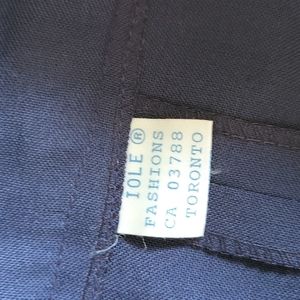 IOLE ®
FASHIONS
CA 03788
TORONTO